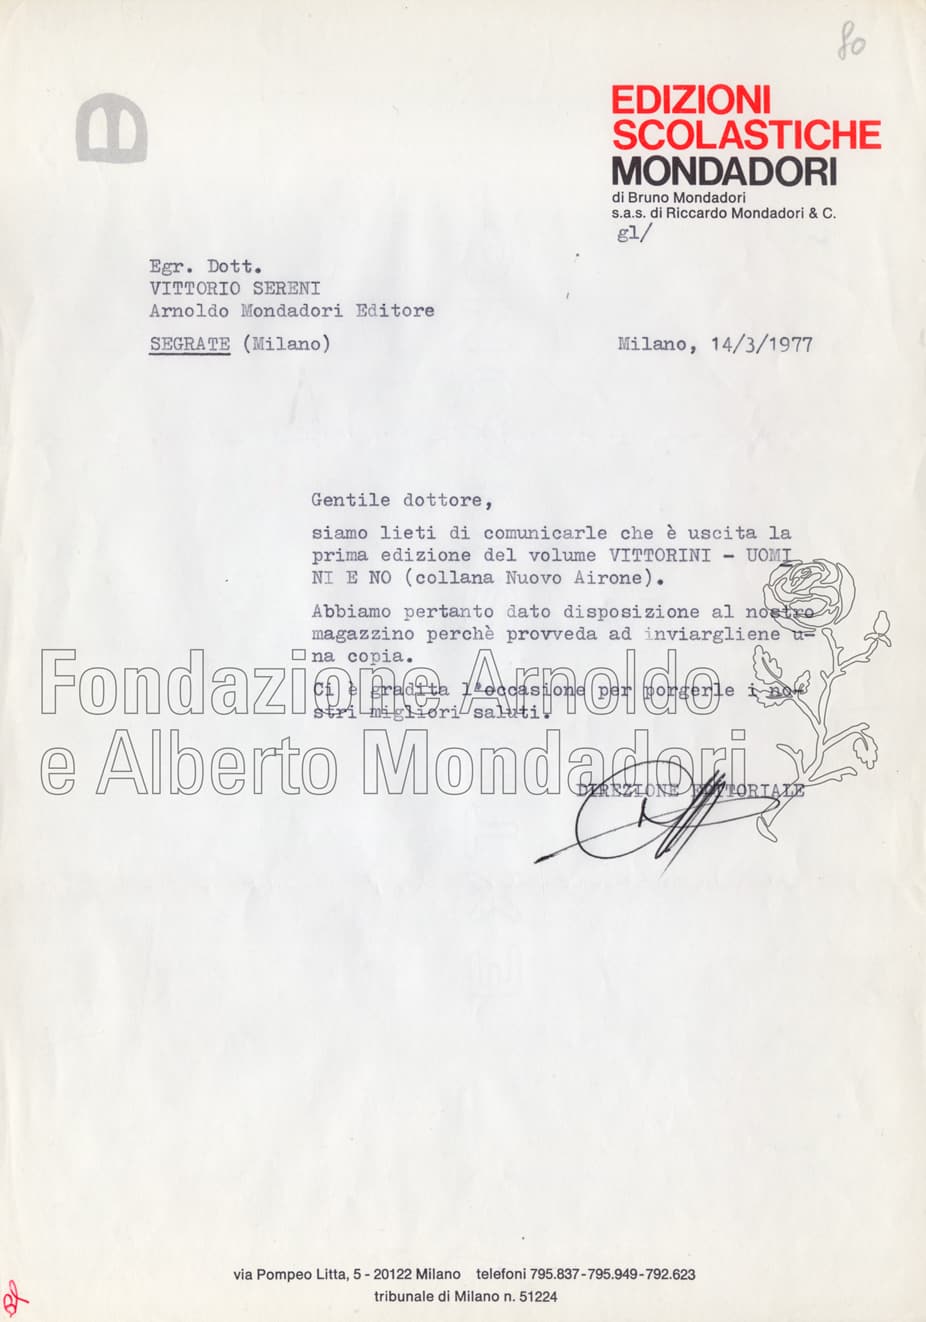 80
EDIZIONI
SCOLASTICHE
MONDADORI
di Bruno Mondadori
s.a.s. di Riccardo Mondadori & C.
gl/
Egr. Dott.
VITTORIO SERENI
Arnoldo Mondadori Editore
SEGRATE (Milano)
Milano, 14/3/1977
Gentile dottore,
siamo lieti di comunicarle che è uscita la
prima edizione del volume VITTORINI - UOMI
NI E NO (collana Nuovo Airone).
Abbiamo pertanto dato disposizione al nostro
magazzino perchè provveda ad inviargliene u-
na copia.
Ci è gradita l'occasione per porgerle i no-
stri migliori saluti.
DIREZIONE EDITORIALE
Fondazione Arnoldo
e Alberto Mondadori
via Pompeo Litta, 5 - 20122 Milano telefoni 795.837-795.949-792.623
tribunale di Milano n. 51224